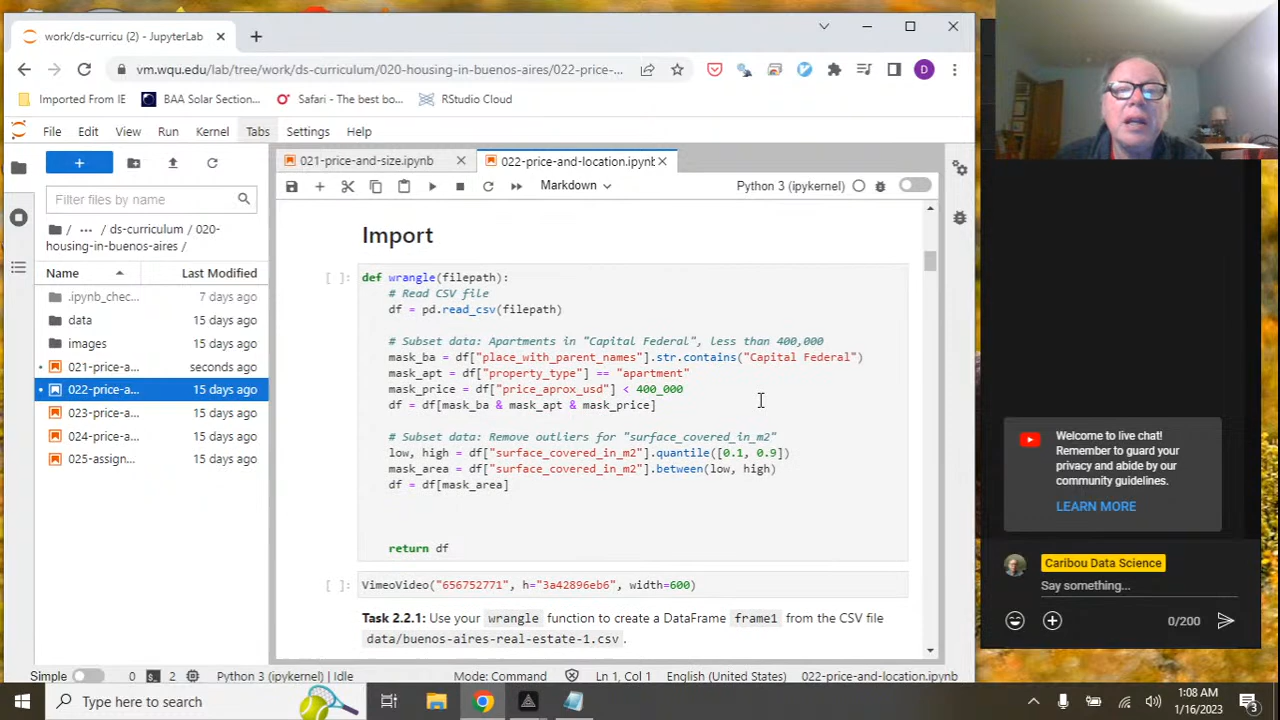 work/ds-curricu (2) - JupyterLab
vm.wqu.edu/lab/tree/work/ds-curriculum/020-housing-in-buenos-aires/022-price-...
D
Imported From IE
BAA Solar Section...
Safari - The best bo...
RStudio Cloud
File Edit View Run Kernel Tabs Settings Help
021-price-and-size.ipynb
022-price-and-location.ipynb
Markdown
Python 3 (ipykernel)
Filter files by name
/ ... / ds-curriculum / 020-
housing-in-buenos-aires /
Name Last Modified
.ipynb_chec... 7 days ago
data 15 days ago
images 15 days ago
021-price-a... seconds ago
022-price-a... 15 days ago
023-price-a... 15 days ago
024-price-a... 15 days ago
025-assign... 15 days ago
Import
[ ]: def wrangle(filepath):
# Read CSV file
df = pd.read_csv(filepath)
# Subset data: Apartments in "Capital Federal", less than 400,000
mask_ba = df["place_with_parent_names"].str.contains("Capital Federal")
mask_apt = df["property_type"] == "apartment"
mask_price = df["price_aprox_usd"] < 400_000
df = df[mask_ba & mask_apt & mask_price]
# Subset data: Remove outliers for "surface_covered_in_m2"
low, high = df["surface_covered_in_m2"].quantile([0.1, 0.9])
mask_area = df["surface_covered_in_m2"].between(low, high)
df = df[mask_area]
return df
[ ]: VimeoVideo("656752771", h="3a42896eb6", width=600)
Task 2.2.1: Use your wrangle function to create a DataFrame frame1 from the CSV file
data/buenos-aires-real-estate-1.csv.
Simple 0 2 Python 3 (ipykernel) | Idle Mode: Command Ln 1, Col 1 English (United States) 022-price-and-location.ipynb
Welcome to live chat!
Remember to guard your
privacy and abide by our
community guidelines.
LEARN MORE
Caribou Data Science
Say something...
0/200
Type here to search
1:08 AM
1/16/2023
3